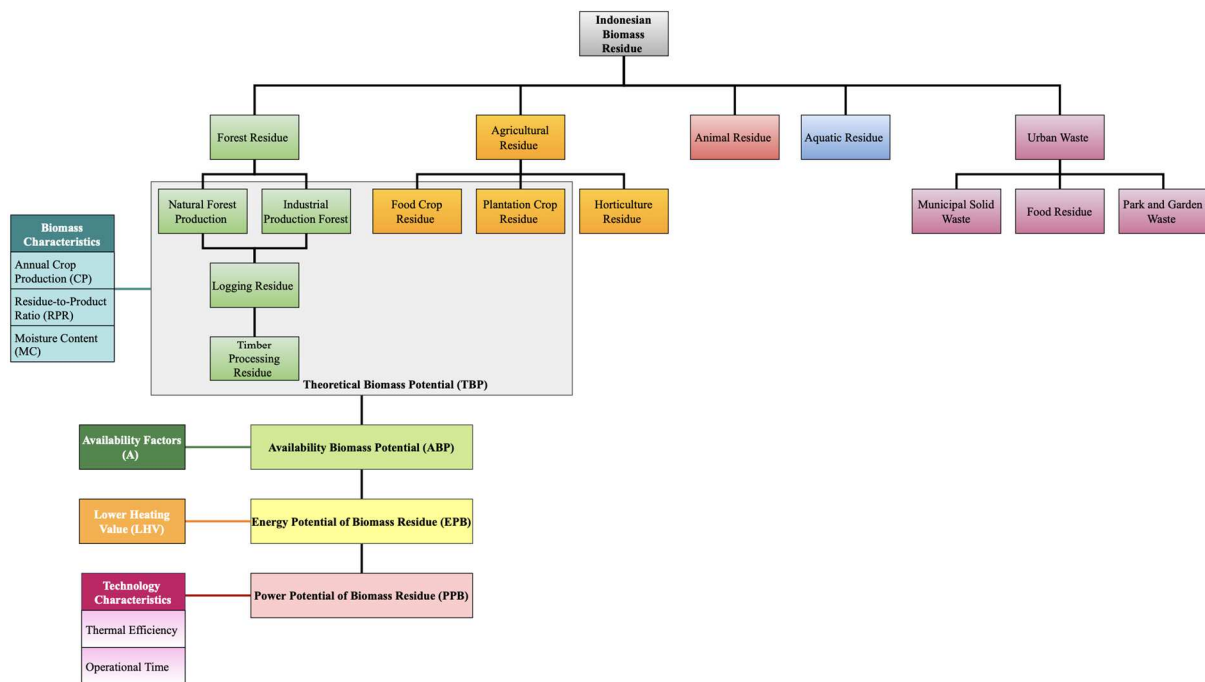 Indonesian
Biomass
Residue
Forest Residue
Agricultural
Residue
Animal Residue
Aquatic Residue
Urban Waste
Natural Forest
Production
Industrial
Production Forest
Food Crop
Residue
Plantation Crop
Residue
Horticulture
Residue
Municipal Solid
Waste
Food Residue
Park and Garden
Waste
Biomass
Characteristics
Annual Crop
Production (CP)
Residue-to-Product
Ratio (RPR)
Moisture Content
(MC)
Logging Residue
Timber
Processing
Residue
Theoretical Biomass Potential (TBP)
Availability Factors
(A)
Availability Biomass Potential (ABP)
Lower Heating
Value (LHV)
Energy Potential of Biomass Residue (EPB)
Technology
Characteristics
Thermal Efficiency
Operational Time
Power Potential of Biomass Residue (PPB)